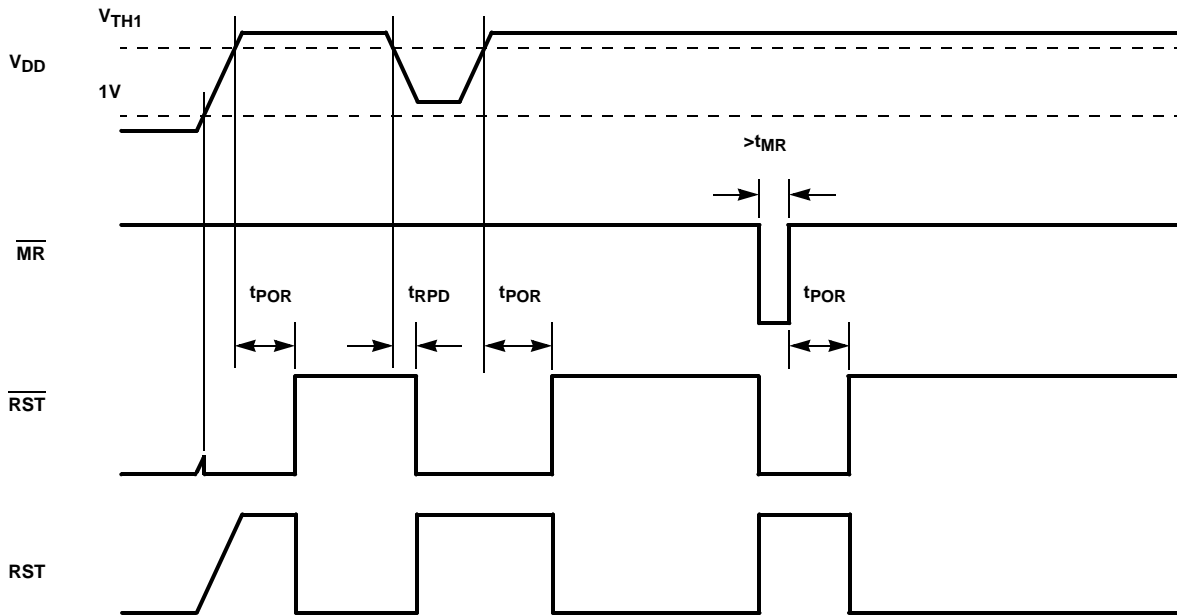 VTH1
VDD
1V
>tMR
MR
tPOR
tRPD
tPOR
tPOR
RST
RST